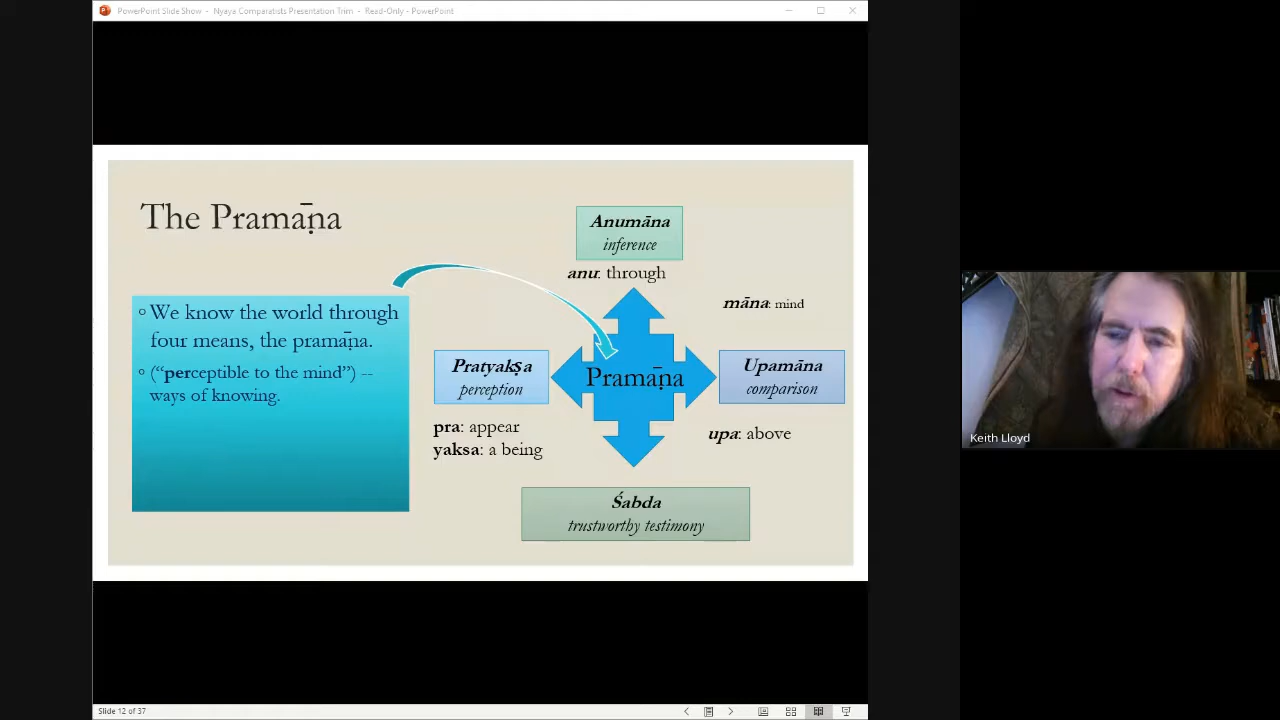 PowerPoint Slide Show - Nyaya Comparatists Presentation Trim - Read-Only - PowerPoint
The Pramāṇa
We know the world through
four means, the pramāṇa.
("perceptible to the mind") --
ways of knowing.
Anumāna
inference
anu: through
māna: mind
Pratyakṣa
perception
Pramāṇa
Upamāna
comparison
pra: appear
yaksa: a being
upa: above
Śabda
trustworthy testimony
Keith Lloyd
Slide 12 of 37